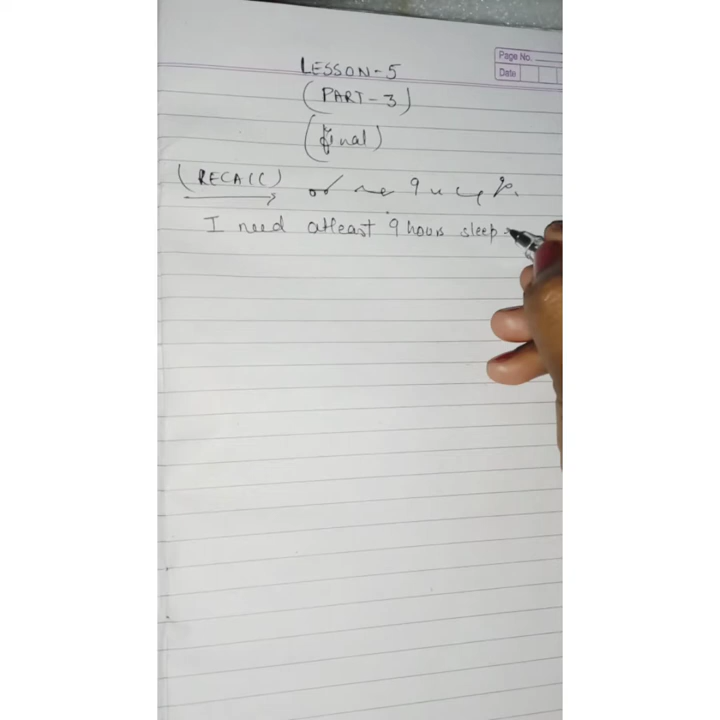 Page No.
Date
LESSON-5
(PART-3)
(final)
(RECALL)
I need atleast 9 hours sleep